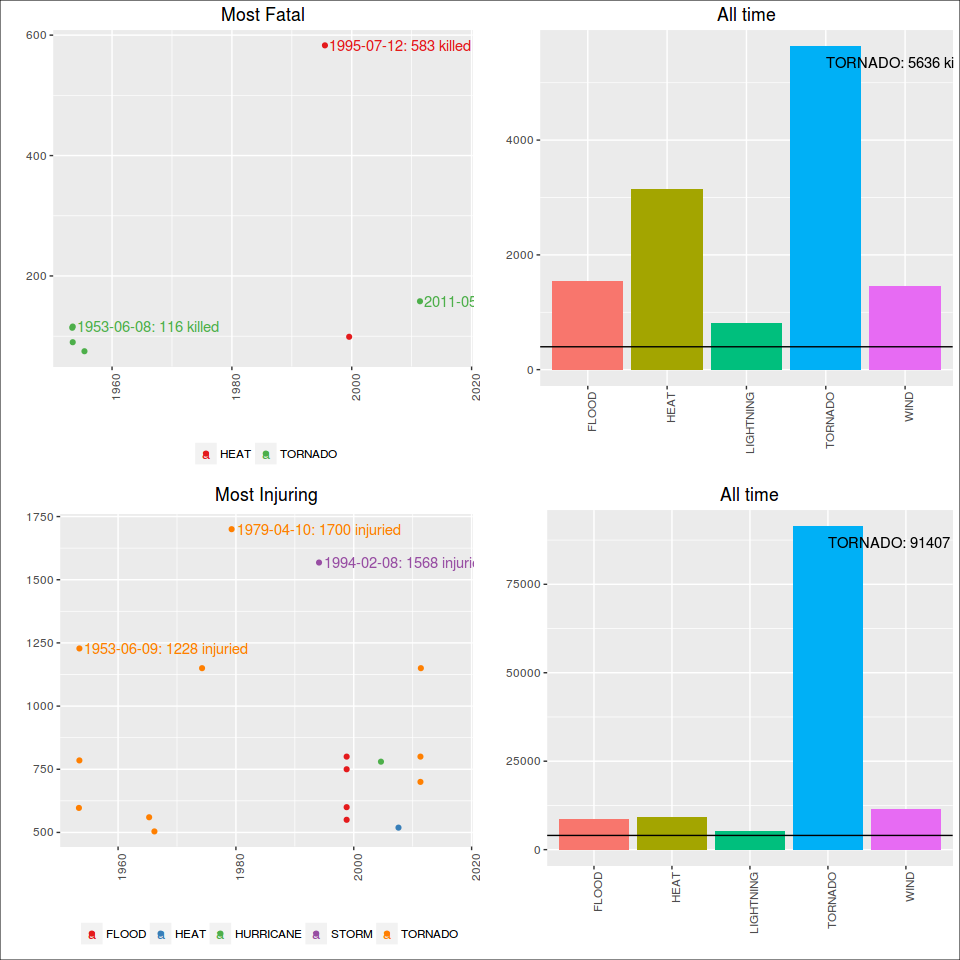 Most Fatal
600
400
200
1995-07-12: 583 killed
2011-05
1953-06-08: 116 killed
1960
1980
2000
2020
HEAT TORNADO
All time
4000
2000
0
TORNADO: 5636 ki
FLOOD
HEAT
LIGHTNING
TORNADO
WIND
Most Injuring
1750
1500
1250
1000
750
500
1979-04-10: 1700 injuried
1994-02-08: 1568 injurie
1953-06-09: 1228 injuried
1960
1980
2000
2020
FLOOD HEAT HURRICANE STORM TORNADO
All time
75000
50000
25000
0
TORNADO: 91407
FLOOD
HEAT
LIGHTNING
TORNADO
WIND